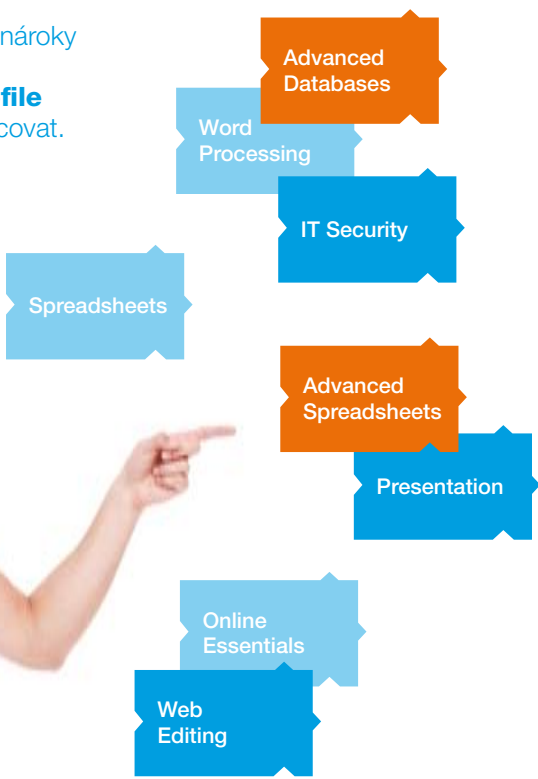 nároky
file
covat.
Advanced
Databases
Word
Processing
IT Security
Spreadsheets
Advanced
Spreadsheets
Presentation
Online
Essentials
Web
Editing